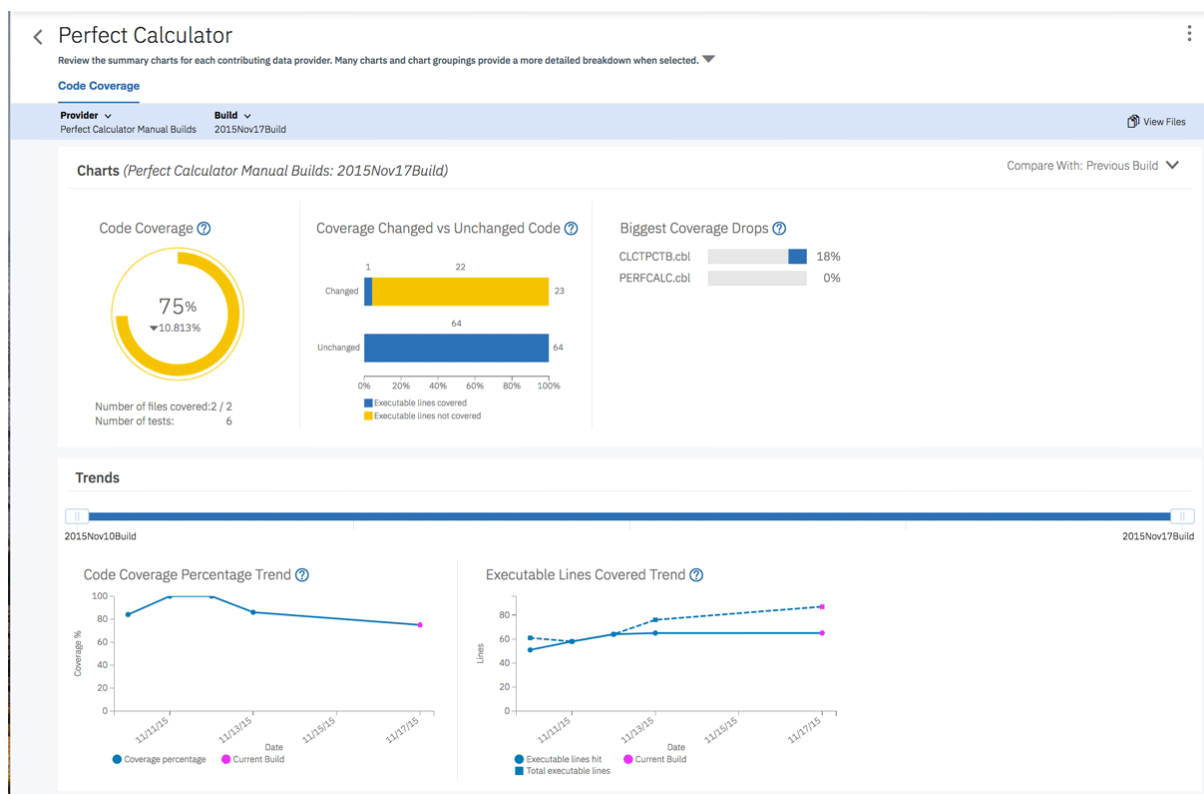 Perfect Calculator
Review the summary charts for each contributing data provider. Many charts and chart groupings provide a more detailed breakdown when selected.
Code Coverage
Provider Build
Perfect Calculator Manual Builds 2015Nov17Build
View Files
Charts (Perfect Calculator Manual Builds: 2015Nov17Build)
Compare With: Previous Build
Code Coverage ?
75%
10.813%
Number of files covered:2 / 2
Number of tests: 6
Coverage Changed vs Unchanged Code ?
1 22
Changed 23
64
Unchanged 64
0% 20% 40% 60% 80% 100%
Executable lines covered
Executable lines not covered
Biggest Coverage Drops ?
CLCTPCTB.cbl 18%
PERFCALC.cbl 0%
Trends
2015Nov10Build 2015Nov17Build
Code Coverage Percentage Trend ?
100
80
60
40
20
0
Coverage %
11/11/15 11/13/15 11/15/15 11/17/15
Date
Coverage percentage Current Build
Executable Lines Covered Trend ?
80
60
40
20
0
Lines
11/11/15 11/13/15 11/15/15 11/17/15
Date
Executable lines hit Current Build
Total executable lines